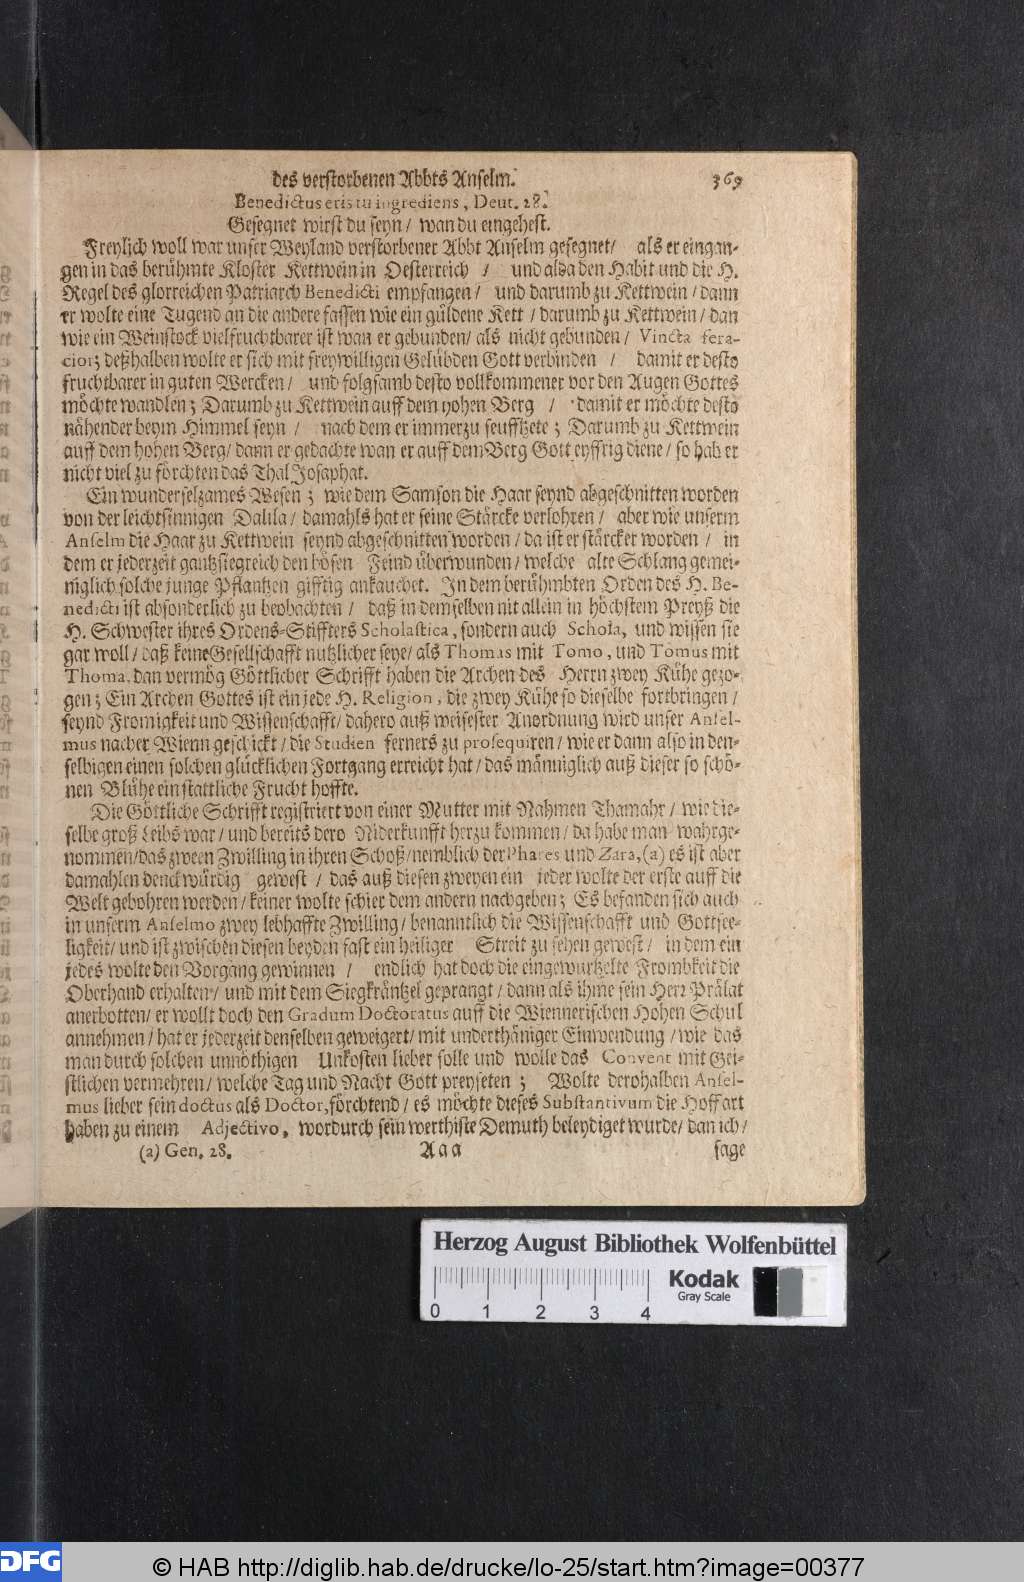 des verstorbenen Abbts Anselm. 369
Benedictus eris tu ingrediens, Deut. 28.
Gesegnet wirst du seyn / wan du eingehest.
Freylich woll war unser Weyland verstorbener Abbt Anselm gesegnet / als er eingan-
gen in das berühmte Kloster Kettwein in Oesterreich / und alda den Habit und die H.
Regel des glorreichen Patriarch Benedicti empfangen / und darumb zu Kettwein / dann
er wolte eine Tugend an die andere fassen wie ein güldene Kett / darumb zu Kettwein / dan
wie ein Weinstock vielfruchtbarer ist wan er gebunden / als nicht gebunden / Vincta fera-
cior; deßhalben wolte er sich mit freywilligen Gelübden Gott verbinden / damit er desto
fruchtbarer in guten Wercken / und folgsamb desto vollkommener vor den Augen Gottes
möchte wandlen; Darumb zu Kettwein auff dem hohen Berg / damit er möchte desto
nähender beym Himmel seyn / nach dem er immerzu seufftzete; Darumb zu Kettwein
auff dem hohen Berg / dann er gedachte wan er auff dem Berg Gott eyffrig diene / so hab er
nicht viel zu förchten das Thal Josaphat.
Ein wunderselzames Wesen; wie dem Samson die Haar seynd abgeschnitten worden
von der leichtsinnigen Dalila / damahls hat er seine Stärcke verlohren / aber wie unserm
Anselm die Haar zu Kettwein seynd abgeschnitten worden / da ist er stärcker worden / in
dem er jederzeit gantz siegreich den bösen Feind überwunden / welche alte Schlang gemei-
niglich solche junge Pflantzen gifftig anhauchet. In dem berühmbten Orden des H. Be-
nedicti ist absonderlich zu beobachten / daß in demselben nit allein in höchstem Preyß die
H. Schwester ihres Ordens-Stiffters Scholastica, sondern auch Schola, und wissen sie
gar woll / daß keine Gesellschafft nutzlicher seye / als Thomas mit Tomo, und Tomus mit
Thoma, dan vermög Göttlicher Schrifft haben die Archen des Herrn zwey Kühe gezo-
gen; Ein Archen Gottes ist ein jede H. Religion, die zwey Kühe so dieselbe fortbringen /
seynd Fromigkeit und Wissenschafft / dahero auß weisester Anordnung wird unser Ansel-
mus nacher Wienn geschickt / die Studien ferners zu prosequiren / wie er dann also in den-
selbigen einen solchen glücklichen Fortgang erreicht hat / das männiglich auß dieser so schö-
nen Blühe ein stattliche Frucht hoffte.
Die Göttliche Schrifft registriert von einer Mutter mit Nahmen Thamahr / wie die-
selbe groß Leibs war / und bereits dero Niderkunfft herzu kommen / da habe man wahrge-
nommen / das zween Zwilling in ihren Schoß / nemblich der Phares und Zara, (a) es ist aber
damahlen denckwürdig gewest / das auß diesen zweyen ein jeder wolte der erste auff die
Welt gebohren werden / keiner wolte schier dem andern nachgeben; Es befanden sich auch
in unserm Anselmo zwey lebhaffte Zwilling / benanntlich die Wissenschafft und Gottsee-
ligkeit / und ist zwischen diesen beyden fast ein heiliger Streit zu sehen gewest / in dem ein
jedes wolte den Vorgang gewinnen / endlich hat doch die eingewurtzelte Frombkeit die
Oberhand erhalten / und mit dem Siegkräntzel geprangt / dann als ihme sein Herr Prälat
anerbotten / er wollt doch den Gradum Doctoratus auff die Wiennerischen Hohen Schul
annehmen / hat er jederzeit denselben geweigert / mit underthäniger Einwendung / wie das
man durch solchen unnöthigen Unkosten lieber solle und wolle das Convent mit Gei-
stlichen vermehren / welche Tag und Nacht Gott preyseten; Wolte derohalben Ansel-
mus lieber sein doctus als Doctor, förchtend / es möchte dieses Substantivum die Hoffart
haben zu einem Adjectivo, wordurch sein werthiste Demuth beleydiget wurde / dan ich /
(a) Gen. 28. Aaa sage
Herzog August Bibliothek Wolfenbüttel
Kodak
Gray Scale
0 1 2 3 4
DFG © HAB http://diglib.hab.de/drucke/lo-25/start.htm?image=00377